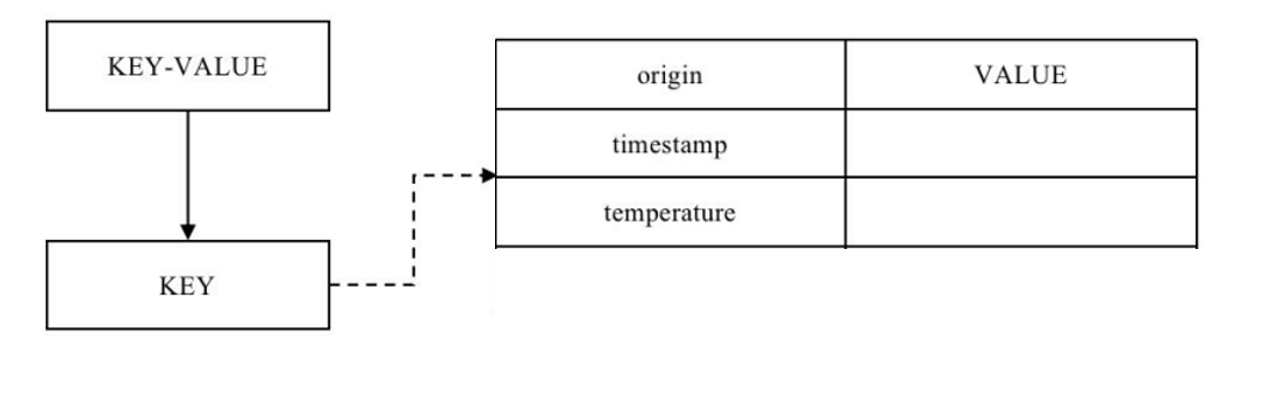 KEY-VALUE
KEY
origin VALUE
timestamp
temperature